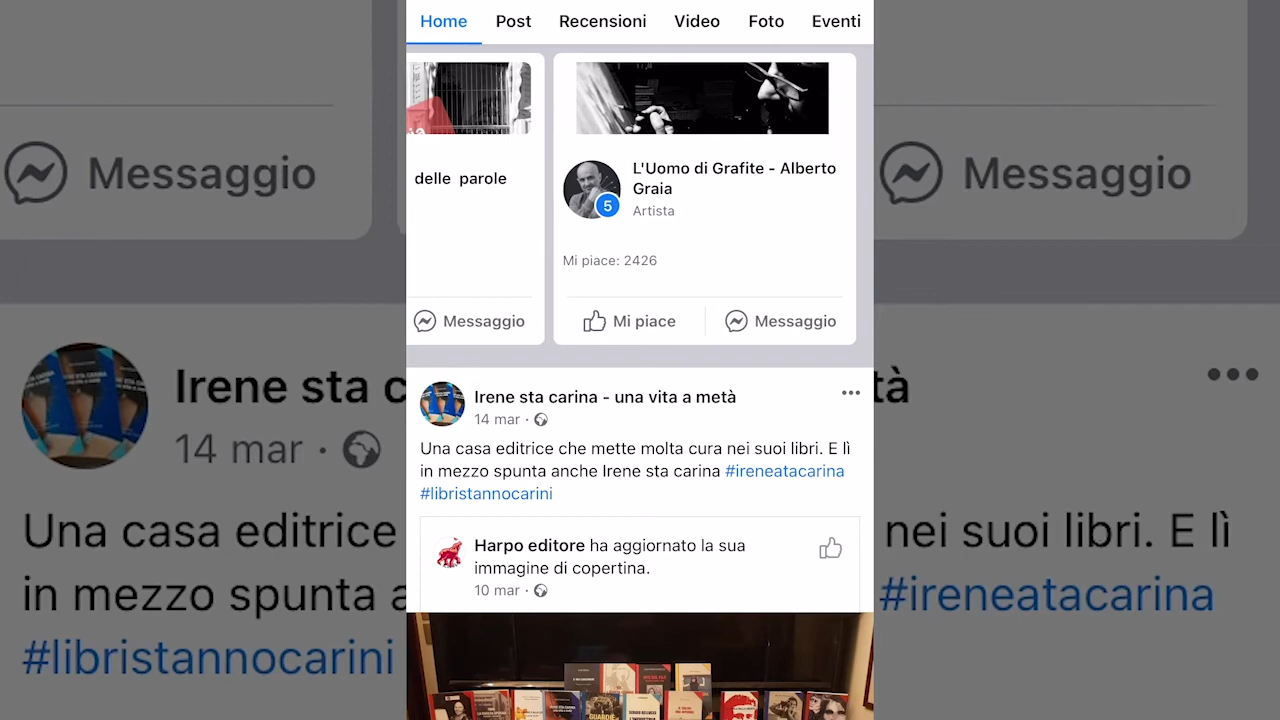 Home Post Recensioni Video Foto Eventi
delle parole
L'Uomo di Grafite - Alberto
Graia
5
Artista
Mi piace: 2426
Messaggio
Mi piace
Messaggio
Irene sta carina - una vita a metà
14 mar
Una casa editrice che mette molta cura nei suoi libri. E lì
in mezzo spunta anche Irene sta carina #ireneatacarina
#libristannocarini
Harpo editore ha aggiornato la sua
immagine di copertina.
10 mar
Messaggio
Irene sta c
14 mar
Una casa editrice
in mezzo spunta a
#libristannocarini
Messaggio
tà
nei suoi libri. E lì
#ireneatacarina